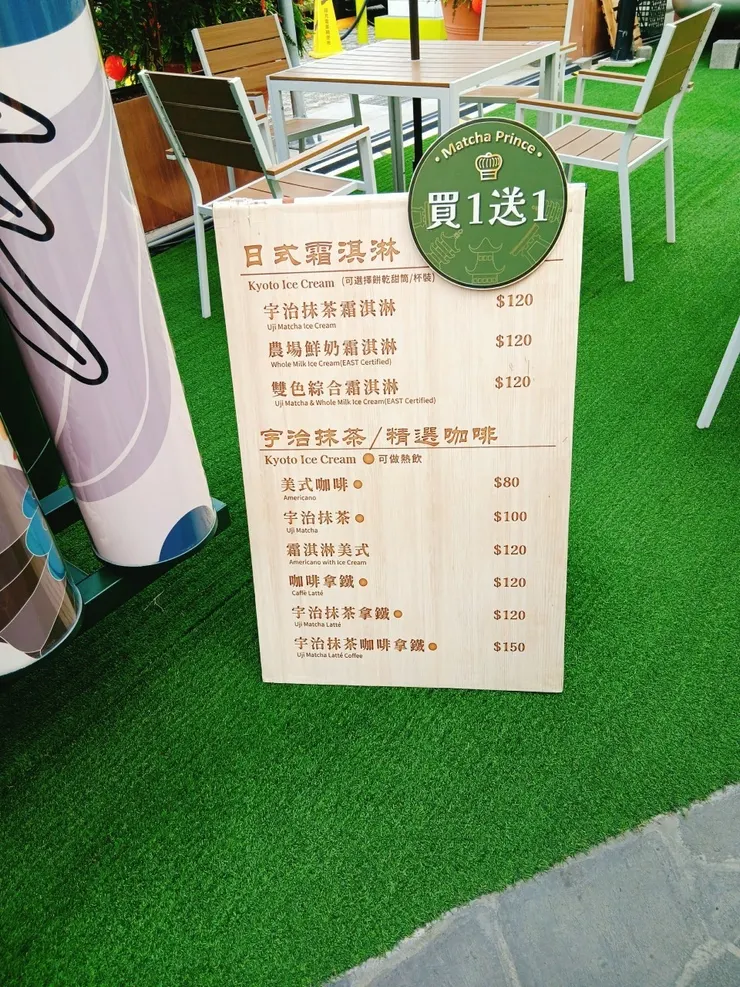 • Matcha Prince •
買1送1
日式霜淇淋
Kyoto Ice Cream (可選擇餅乾甜筒/杯裝)
宇治抹茶霜淇淋 $120
Uji Matcha Ice Cream
農場鮮奶霜淇淋 $120
Whole Milk Ice Cream(EAST Certified)
雙色綜合霜淇淋 $120
Uji Matcha & Whole Milk Ice Cream(EAST Certified)
宇治抹茶/精選咖啡
Kyoto Ice Cream 可做熱飲
美式咖啡 $80
Americano
宇治抹茶 $100
Uji Matcha
霜淇淋美式 $120
Americano with Ice Cream
咖啡拿鐵 $120
Caffè Latté
宇治抹茶拿鐵 $120
Uji Matcha Latté
宇治抹茶咖啡拿鐵 $150
Uji Matcha Latté Coffee